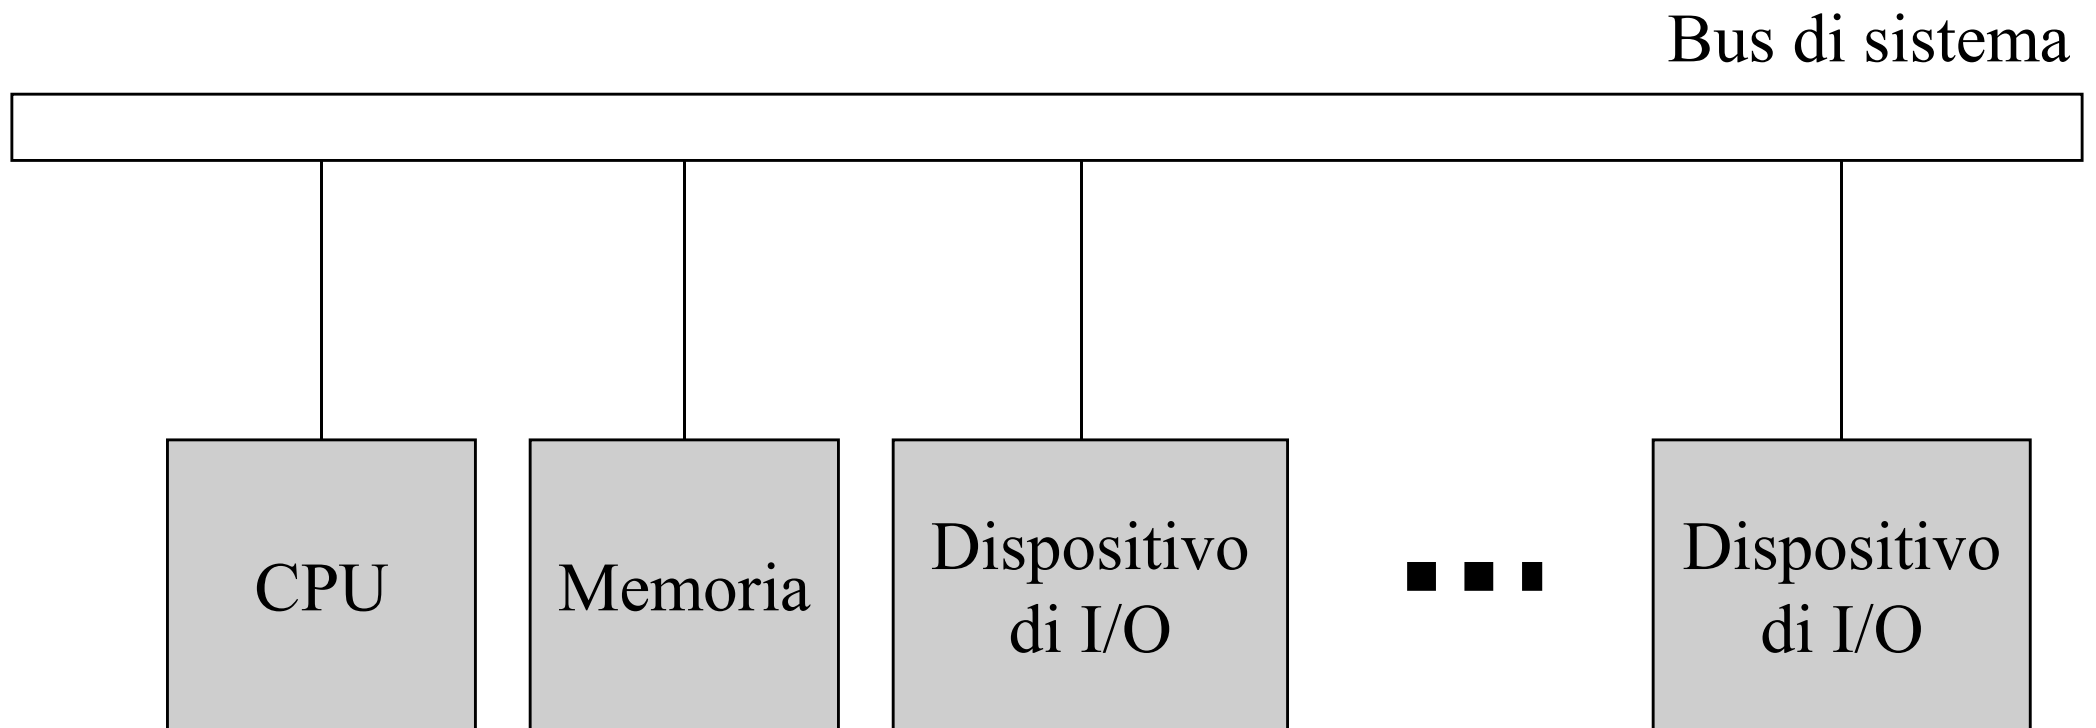 Bus di sistema
CPU
Memoria
Dispositivo
di I/O
Dispositivo
di I/O